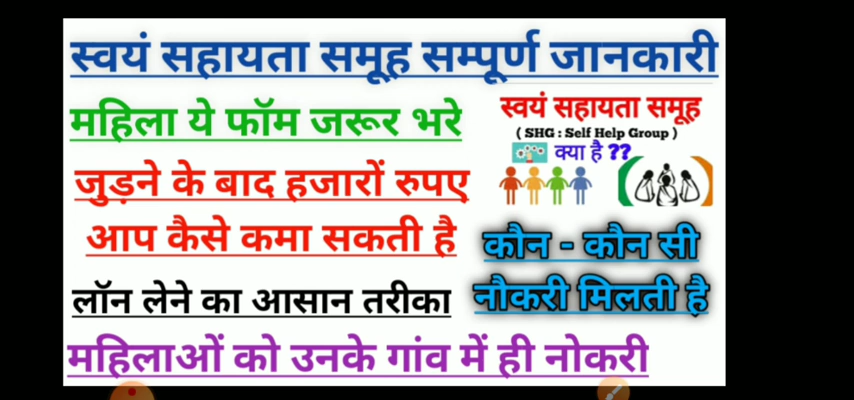 स्वयं सहायता समूह सम्पूर्ण जानकारी
महिला ये फॉम जरूर भरे
स्वयं सहायता समूह
( SHG : Self Help Group )
क्या है ??
जुड़ने के बाद हजारों रुपए
आप कैसे कमा सकती है
कौन - कौन सी
लॉन लेने का आसान तरीका
नौकरी मिलती है
महिलाओं को उनके गांव में ही नोकरी